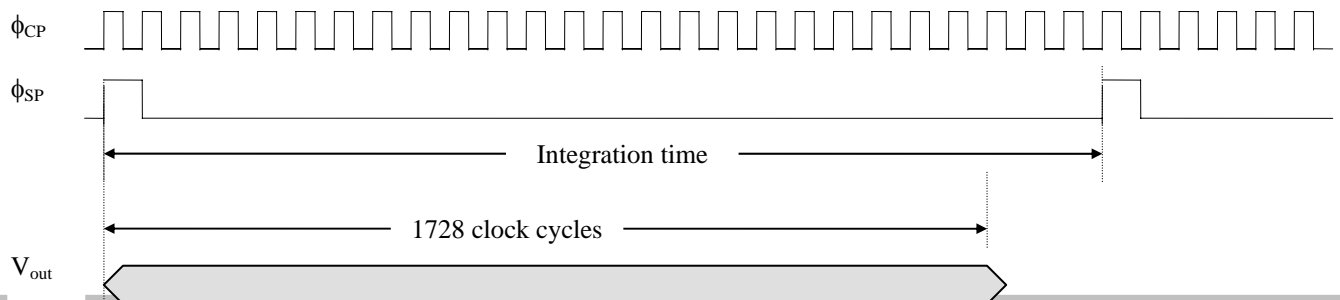 ϕCP
ϕSP
Integration time
1728 clock cycles
Vout